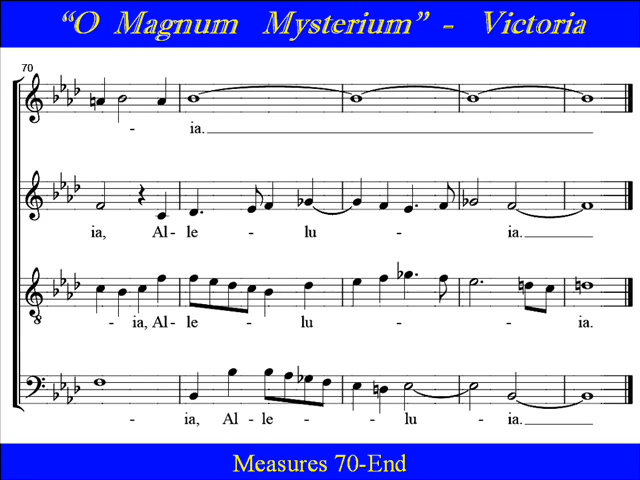 “O Magnum Mysterium” - Victoria
70
- ia.
ia, Al- le - lu - - ia.
- ia, Al- le - lu - - - ia.
- ia, Al- le - - lu - ia.
Measures 70-End